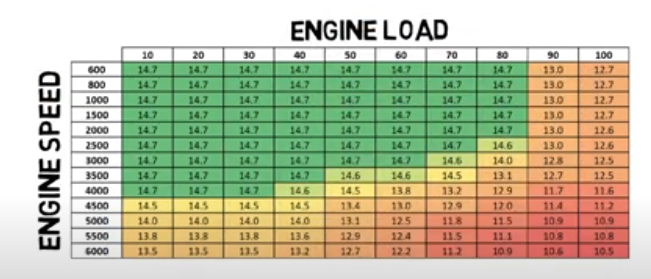 ENGINE LOAD
10 20 30 40 50 60 70 80 90 100
ENGINE SPEED
600 14.7 14.7 14.7 14.7 14.7 14.7 14.7 14.7 13.0 12.7
800 14.7 14.7 14.7 14.7 14.7 14.7 14.7 14.7 13.0 12.7
1000 14.7 14.7 14.7 14.7 14.7 14.7 14.7 14.7 13.0 12.7
1500 14.7 14.7 14.7 14.7 14.7 14.7 14.7 14.7 13.0 12.7
2000 14.7 14.7 14.7 14.7 14.7 14.7 14.7 14.7 13.0 12.6
2500 14.7 14.7 14.7 14.7 14.7 14.7 14.7 14.6 13.0 12.6
3000 14.7 14.7 14.7 14.7 14.7 14.7 14.6 14.0 12.8 12.5
3500 14.7 14.7 14.7 14.7 14.6 14.6 14.5 13.1 12.7 12.5
4000 14.7 14.7 14.7 14.6 14.5 13.8 13.2 12.9 11.7 11.6
4500 14.5 14.5 14.5 14.5 13.4 13.0 12.9 12.0 11.4 11.2
5000 14.0 14.0 14.0 14.0 13.1 12.5 11.8 11.5 10.9 10.9
5500 13.8 13.8 13.8 13.6 12.9 12.4 11.5 11.1 10.8 10.8
6000 13.5 13.5 13.5 13.2 12.7 12.2 11.2 10.9 10.6 10.5